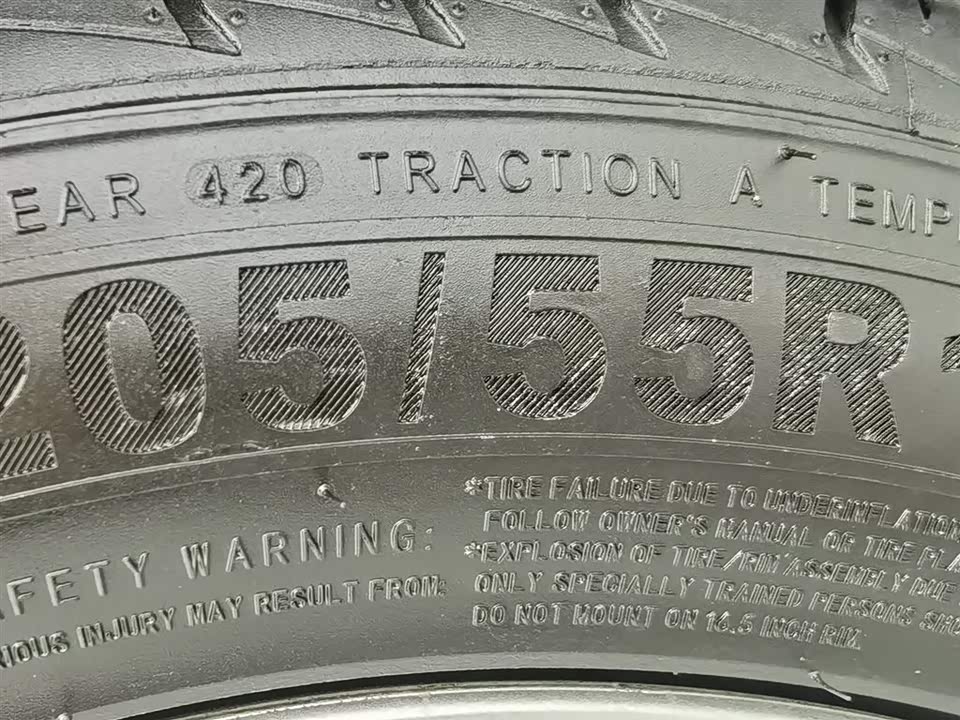 EAR 420 TRACTION A TEMP
205/55R1
AFETY WARNING:
IOUS INJURY MAY RESULT FROM:
*TIRE FAILURE DUE TO UNDERINFLATION
FOLLOW OWNER'S MANUAL OR TIRE PLA
*EXPLOSION OF TIRE/RIM ASSEMBLY DUE
ONLY SPECIALLY TRAINED PERSONS SHO
DO NOT MOUNT ON 16.5 INCH RIM.